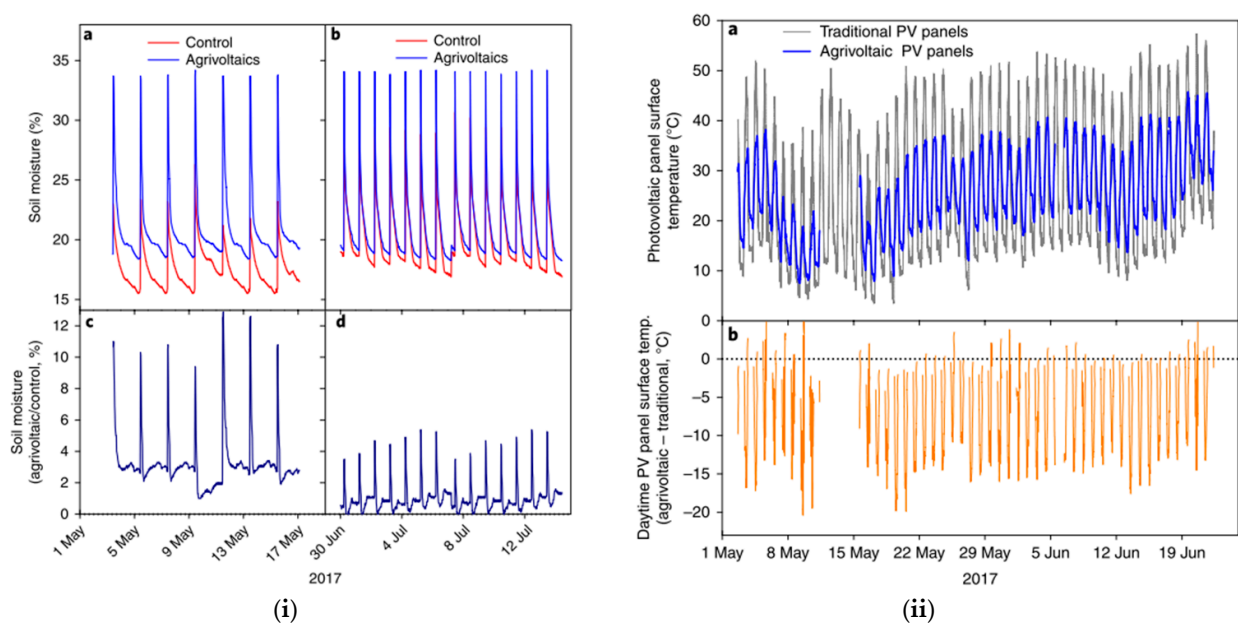 a
Control
Agrivoltaics
b
Control
Agrivoltaics
35
30
25
20
15
Soil moisture (%)
c
d
12
10
8
6
4
2
0
Soil moisture
(agrivoltaic/control, %)
1 May
5 May
9 May
13 May
17 May
30 Jun
4 Jul
8 Jul
12 Jul
2017
(i)
a
Traditional PV panels
Agrivoltaic PV panels
60
50
40
30
20
10
0
Photovoltaic panel surface
temperature (°C)
b
0
−5
−10
−15
−20
Daytime PV panel surface temp.
(agrivoltaic – traditional, °C)
1 May
8 May
15 May
22 May
29 May
5 Jun
12 Jun
19 Jun
2017
(ii)